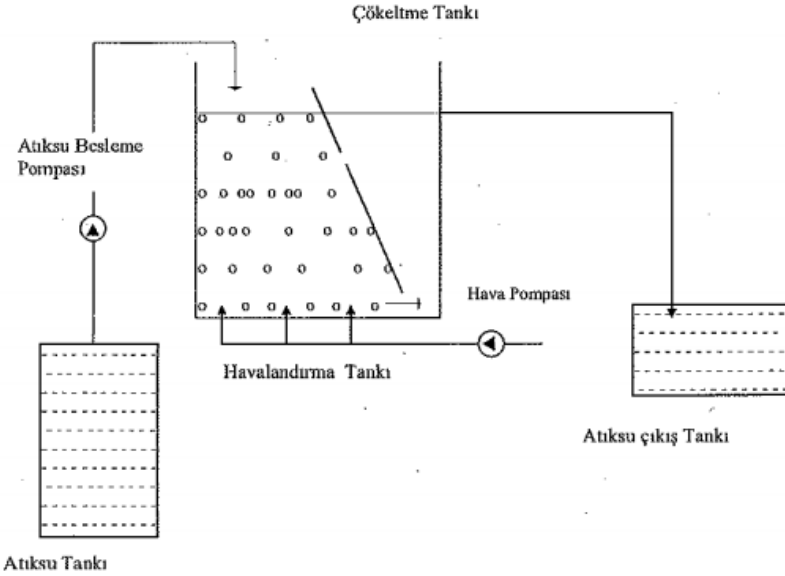 Çökeltme Tankı
Atıksu Besleme
Pompası
Hava Pompası
Havalandırma Tankı
Atıksu çıkış Tankı
Atıksu Tankı